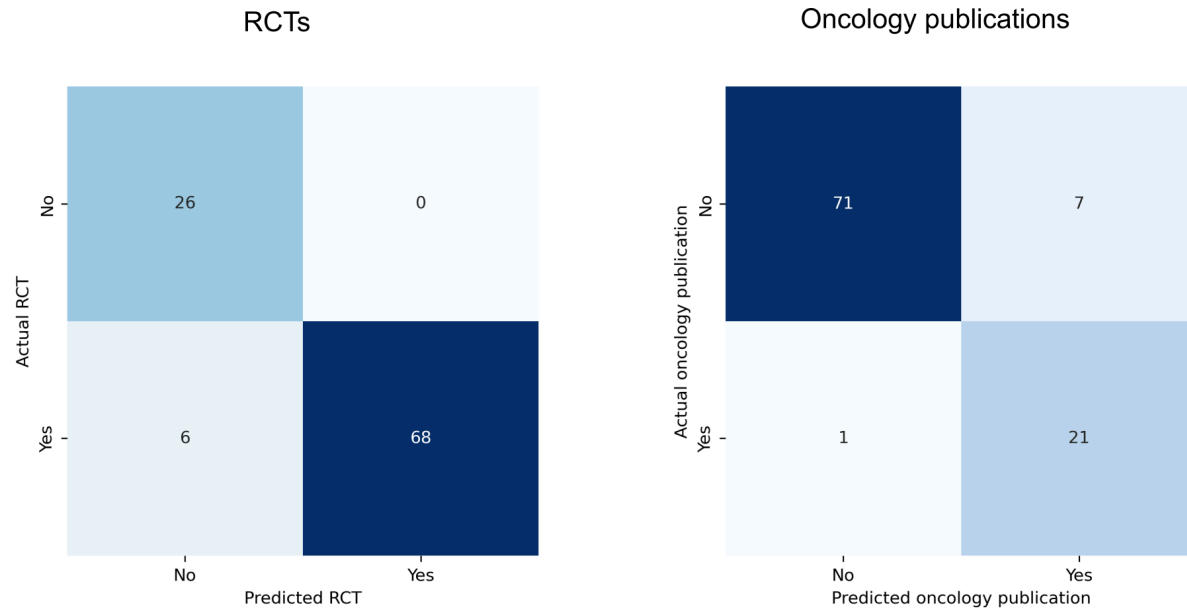 RCTs
Actual RCT
No
Yes
26
0
6
68
No
Yes
Predicted RCT
Oncology publications
Actual oncology publication
No
Yes
71
7
1
21
No
Yes
Predicted oncology publication